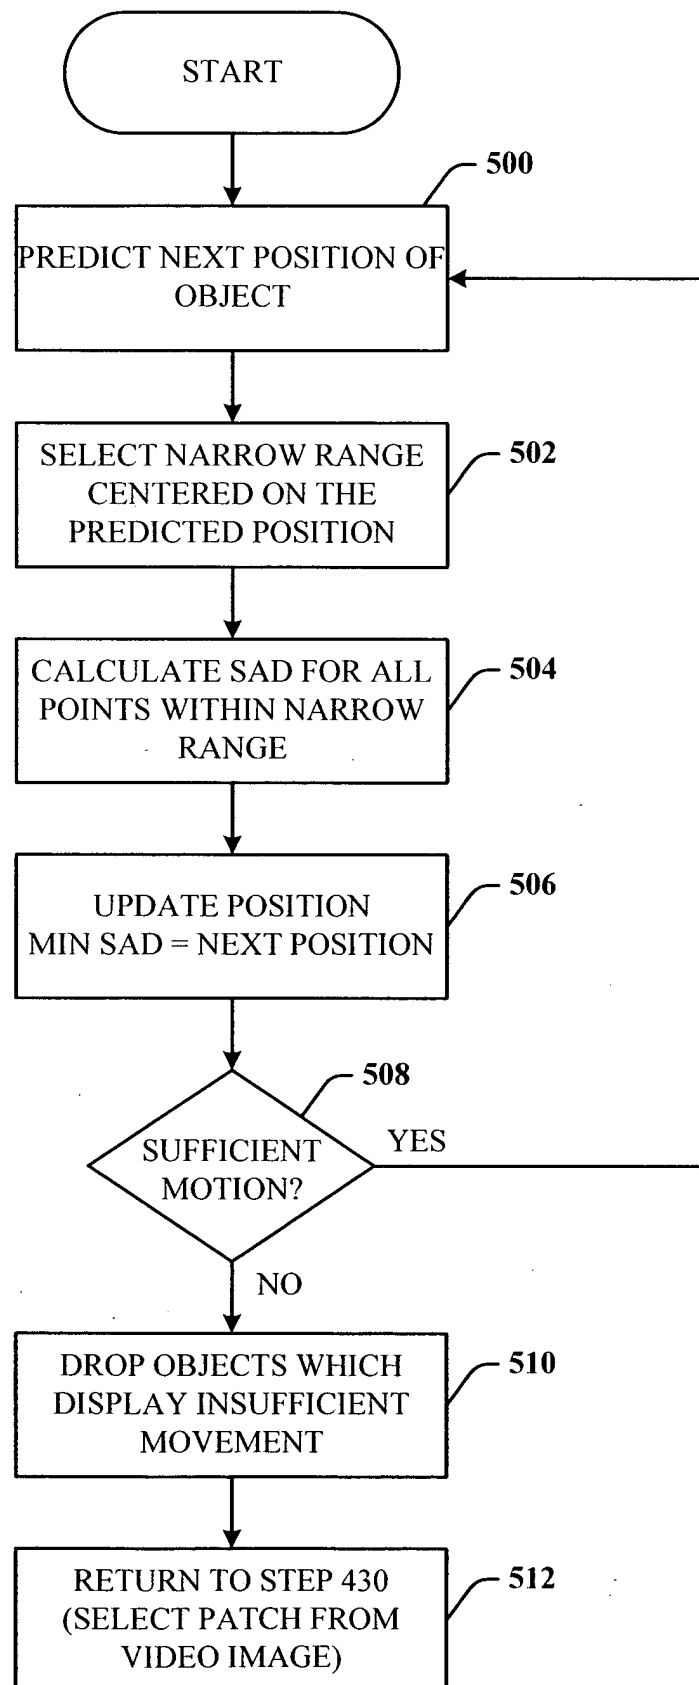 START
500
PREDICT NEXT POSITION OF
OBJECT
502
SELECT NARROW RANGE
CENTERED ON THE
PREDICTED POSITION
504
CALCULATE SAD FOR ALL
POINTS WITHIN NARROW
RANGE
506
UPDATE POSITION
MIN SAD = NEXT POSITION
508
SUFFICIENT
MOTION?
YES
NO
510
DROP OBJECTS WHICH
DISPLAY INSUFFICIENT
MOVEMENT
512
RETURN TO STEP 430
(SELECT PATCH FROM
VIDEO IMAGE)